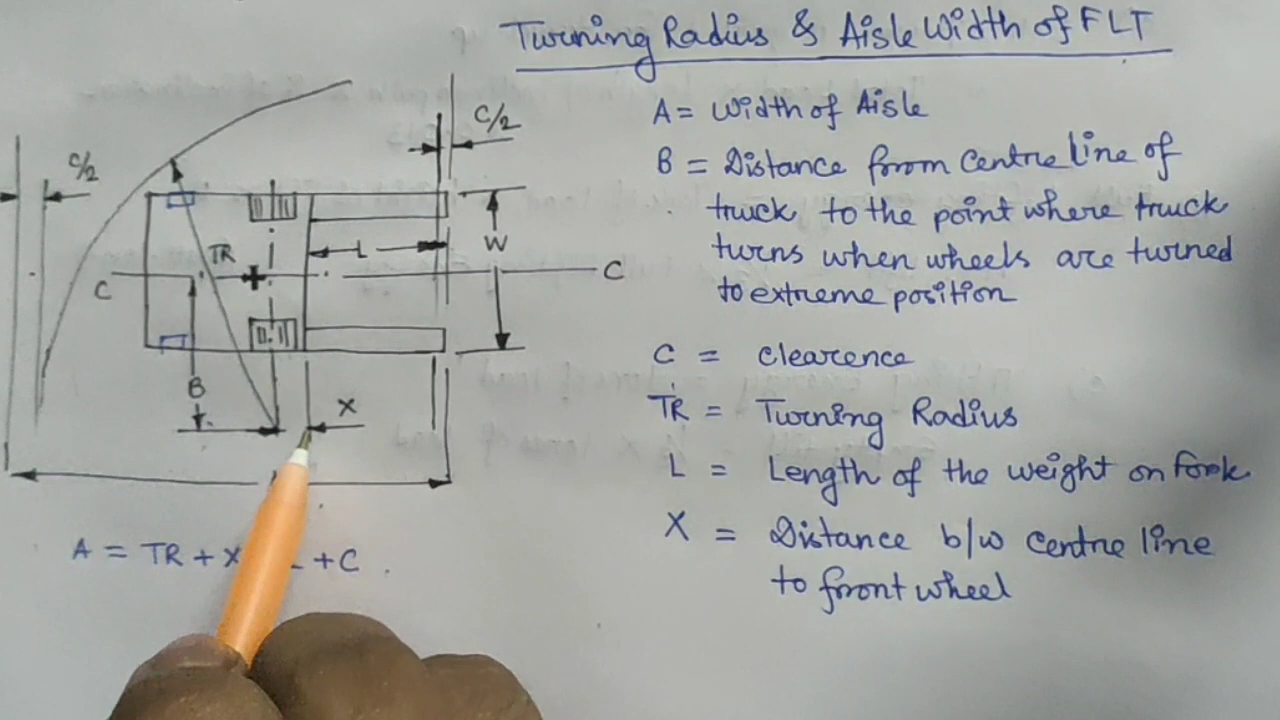 Turning Radius & Aisle Width of FLT
A = Width of Aisle
B = Distance from Centre line of
truck to the point where truck
turns when wheels are turned
to extreme position
C = Clearence
TR = Turning Radius
L = Length of the weight on fork
X = Distance b/w Centre line
to front wheel
C/2
C/2
TR
L
W
C
C
B
X
A = TR + X + C .